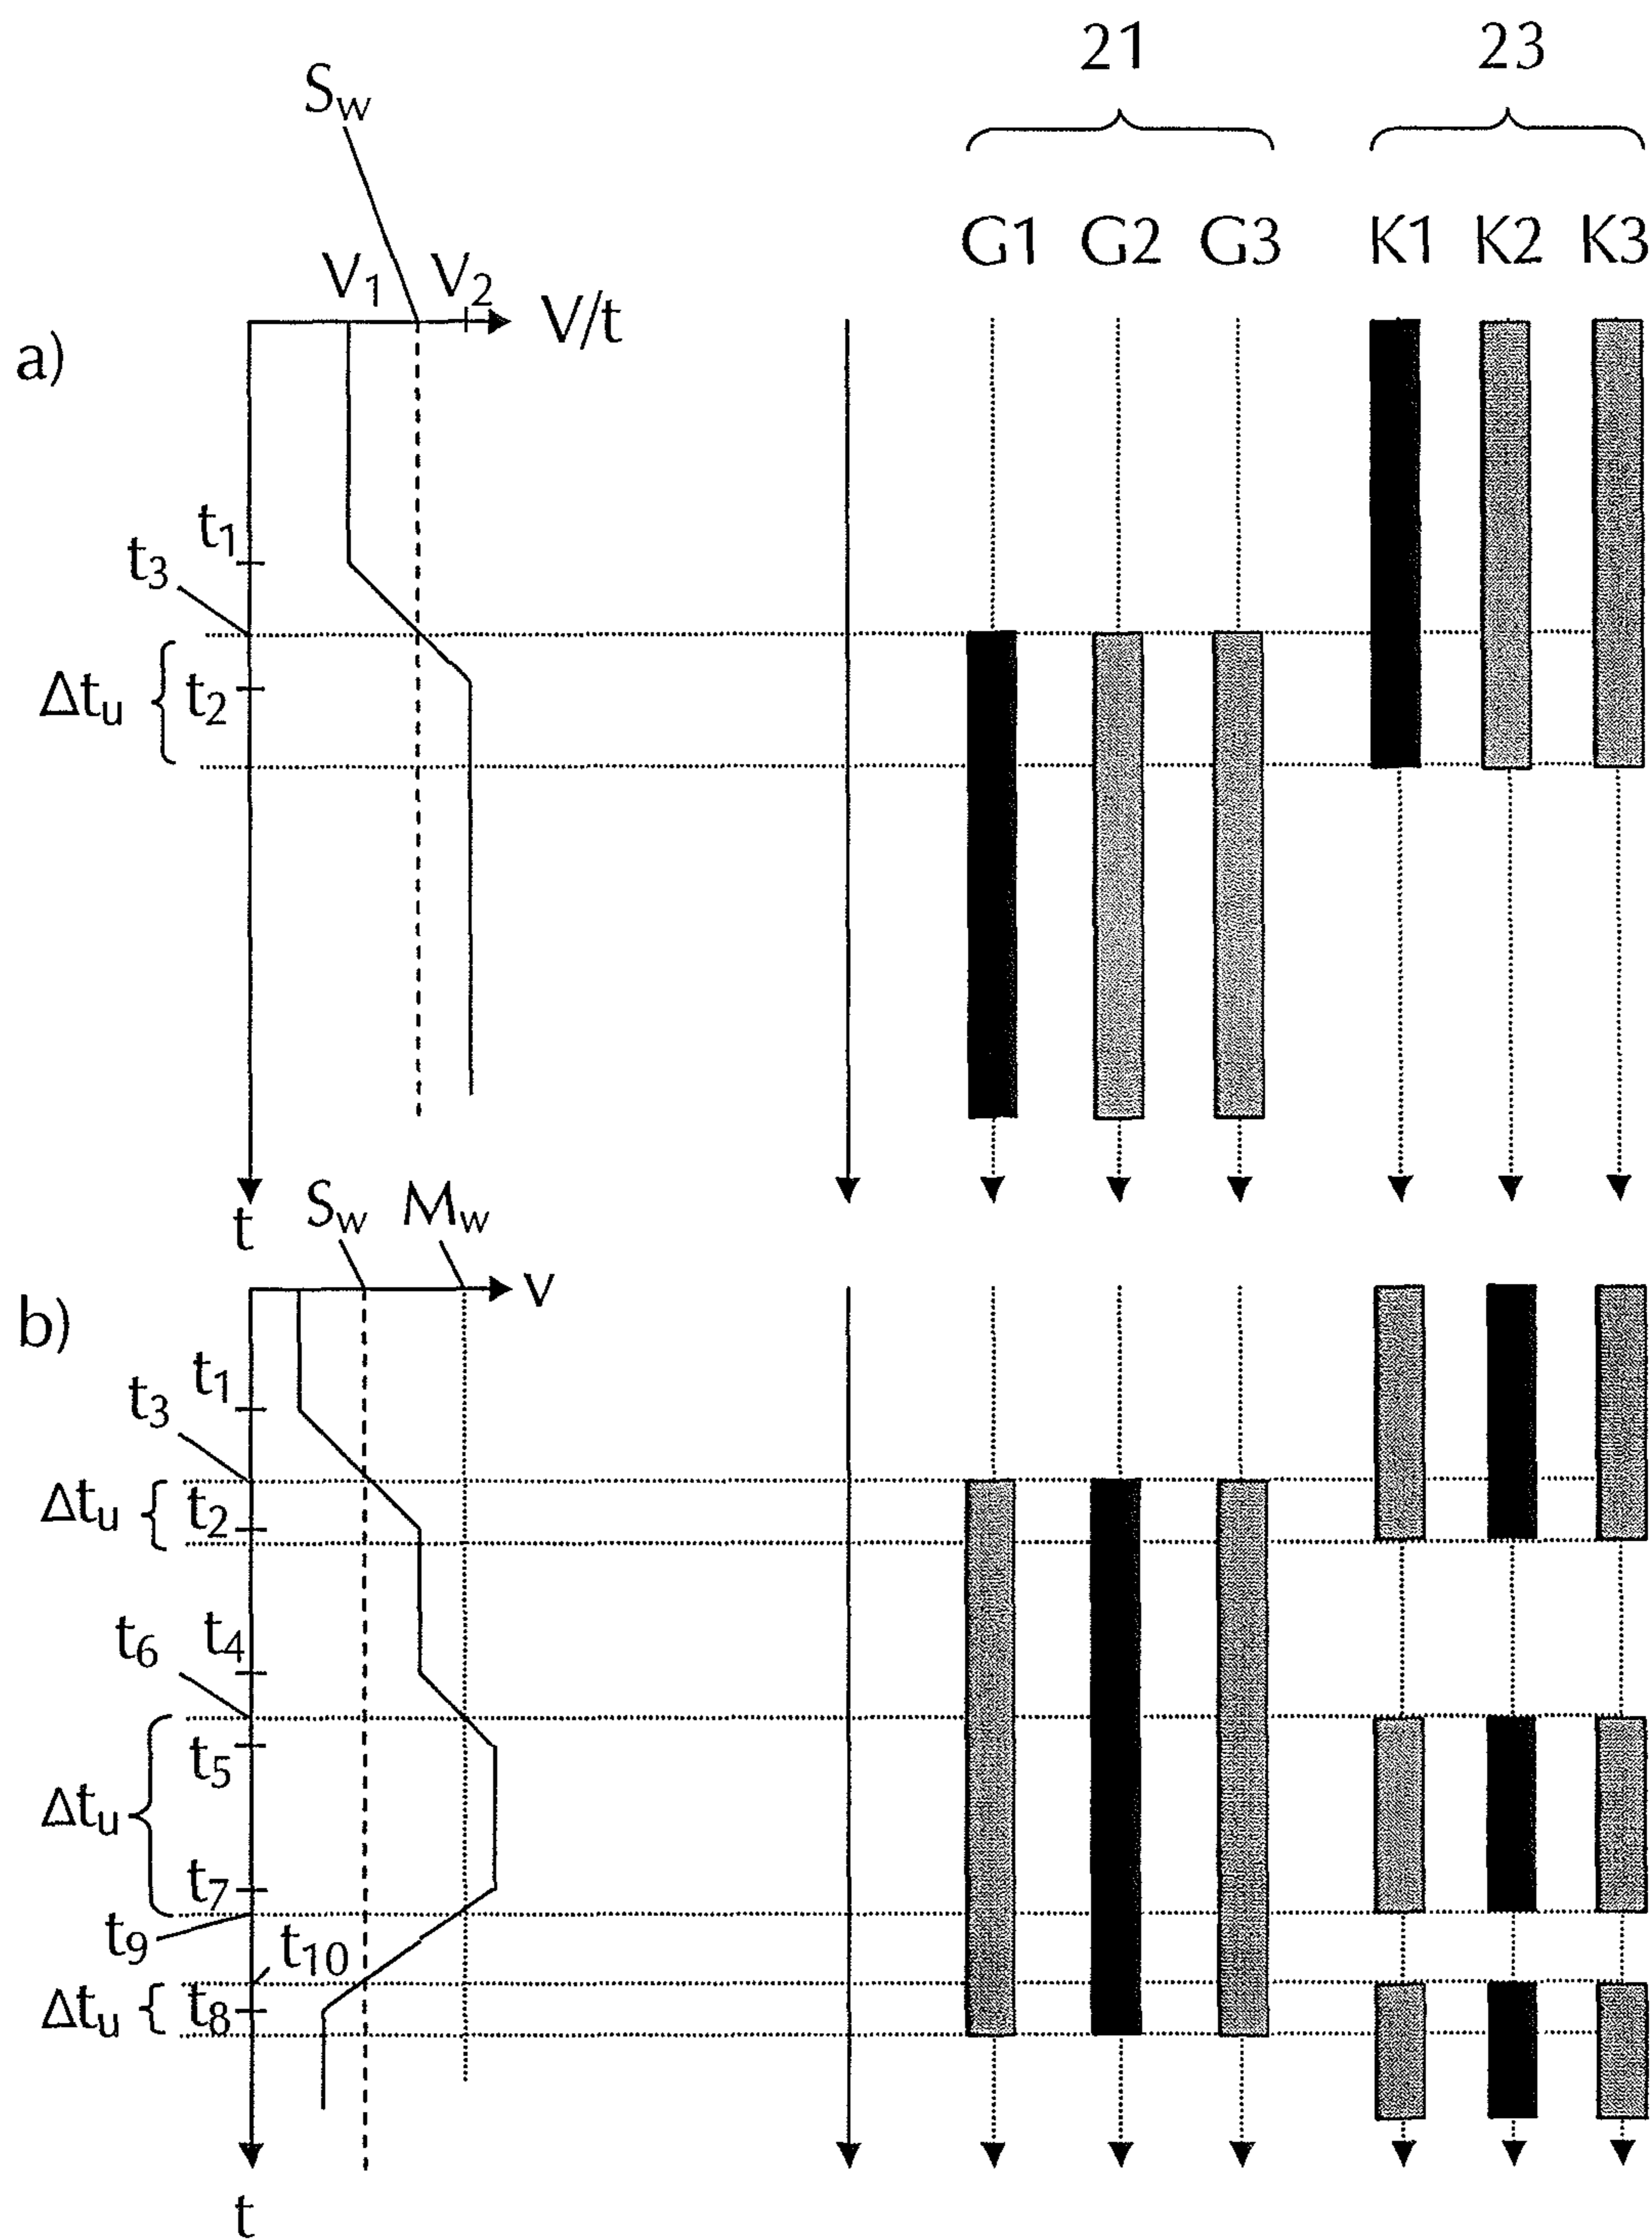 21 23
S_w
G1 G2 G3 K1 K2 K3
V_1 V_2 V/t
a)
t_1
t_3
Δt_u { t_2
t
S_w M_w
v
b)
t_1
t_3
Δt_u { t_2
t_6 t_4
t_5
Δt_u
t_7
t_9 t_10
Δt_u { t_8
t